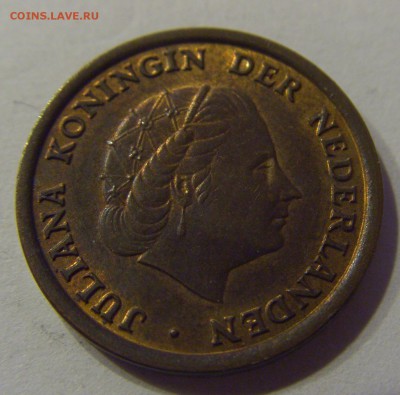 COINS.LAVE.RU
JULIANA KONINGIN DER NEDERLANDEN ·